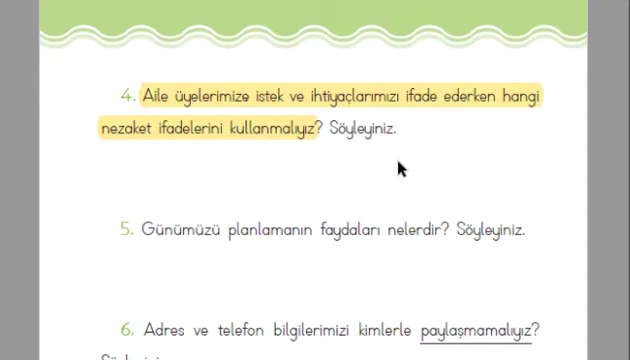 4. Aile üyelerimize istek ve ihtiyaçlarımızı ifade ederken hangi
nezaket ifadelerini kullanmalıyız? Söyleyiniz.
5. Günümüzü planlamanın faydaları nelerdir? Söyleyiniz.
6. Adres ve telefon bilgilerimizi kimlerle paylaşmamalıyız?